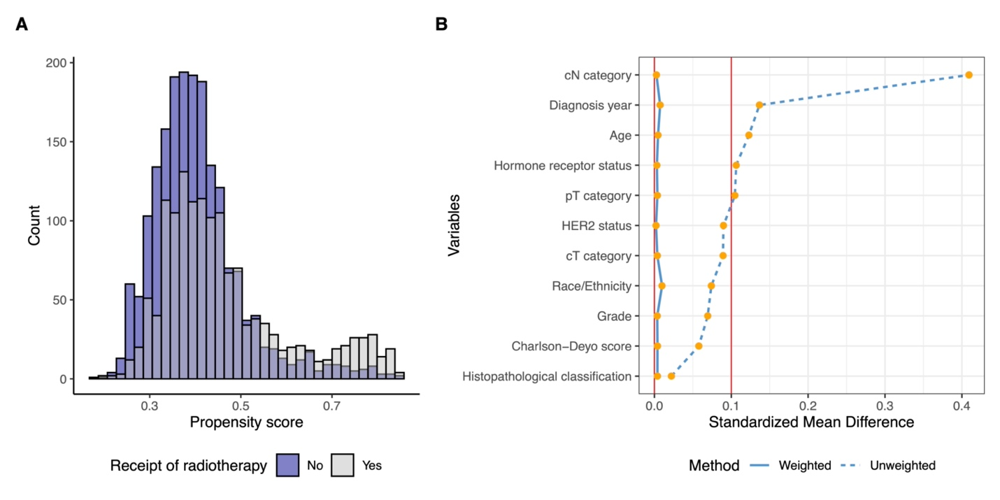 A
Count
200
150
100
50
0
0.3
0.5
0.7
Propensity score
Receipt of radiotherapy
No
Yes
B
Variables
cN category
Diagnosis year
Age
Hormone receptor status
pT category
HER2 status
cT category
Race/Ethnicity
Grade
Charlson−Deyo score
Histopathological classification
0.0
0.1
0.2
0.3
0.4
Standardized Mean Difference
Method
Weighted
Unweighted